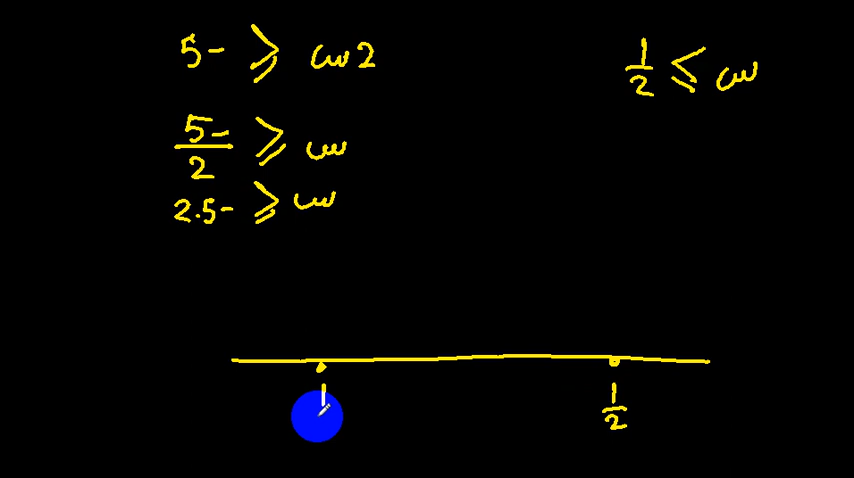 1/2 ≤ س
5- ≥ س2
5-/2 ≥ س
2.5- ≥ س
1/2